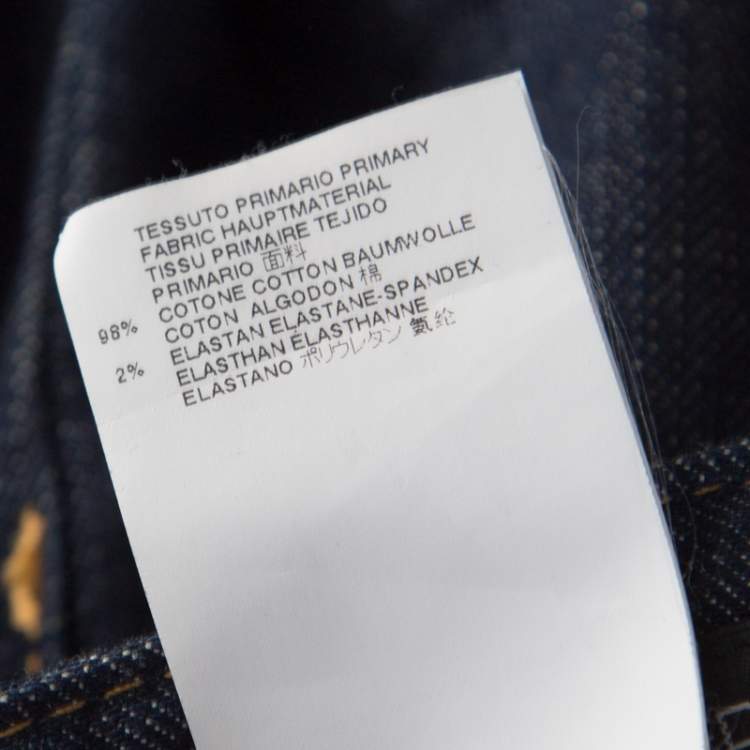 TESSUTO PRIMARIO PRIMARY
FABRIC HAUPTMATERIAL
TISSU PRIMAIRE TEJIDO
PRIMARIO 面料
98% COTONE COTTON BAUMWOLLE
COTON ALGODON 棉
2% ELASTAN ELASTANE-SPANDEX
ELASTHAN ELASTHANNE
ELASTANO ポリウレタン 氨纶